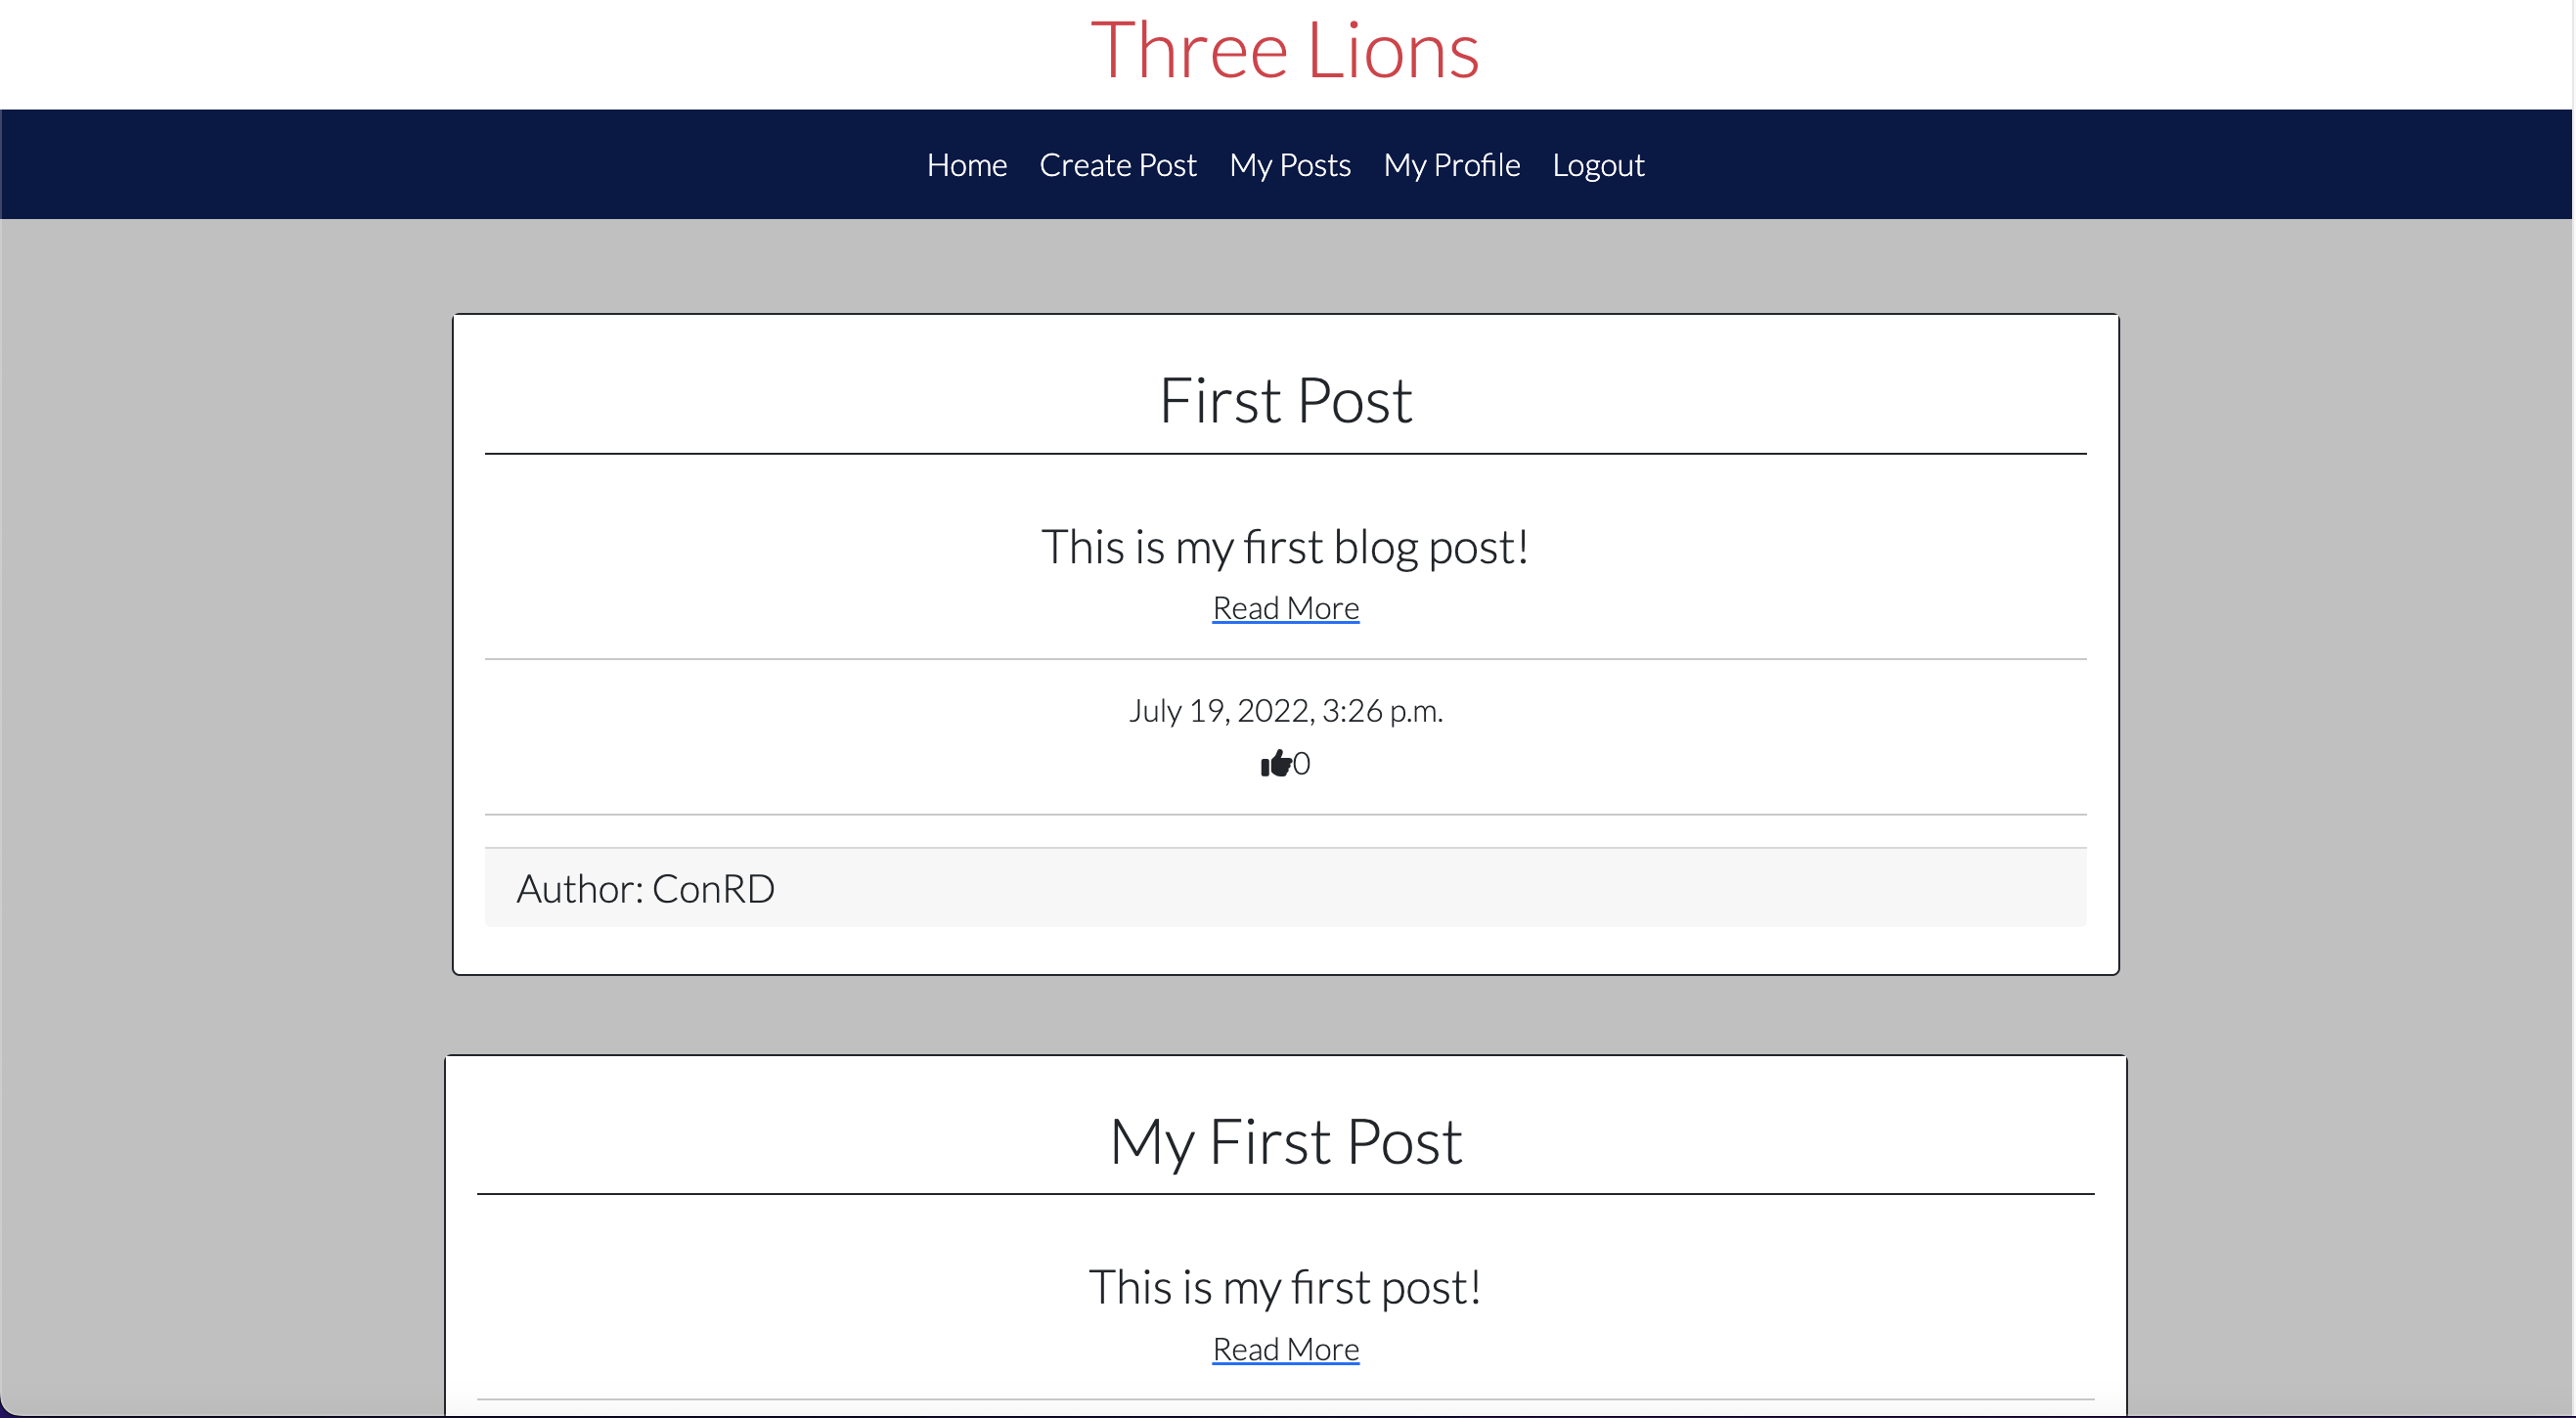 Three Lions
Home Create Post My Posts My Profile Logout
First Post
This is my first blog post!
Read More
July 19, 2022, 3:26 p.m.
0
Author: ConRD
My First Post
This is my first post!
Read More